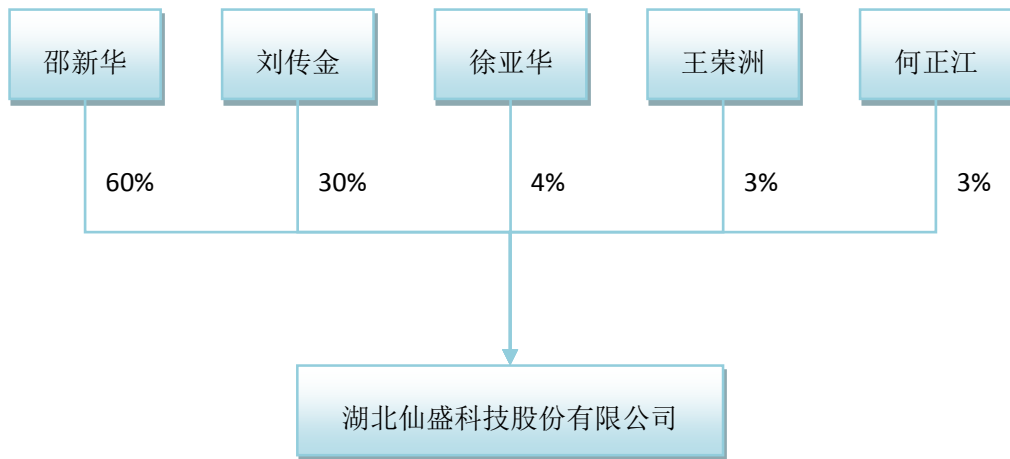 邵新华
刘传金
徐亚华
王荣洲
何正江
60%
30%
4%
3%
3%
湖北仙盛科技股份有限公司